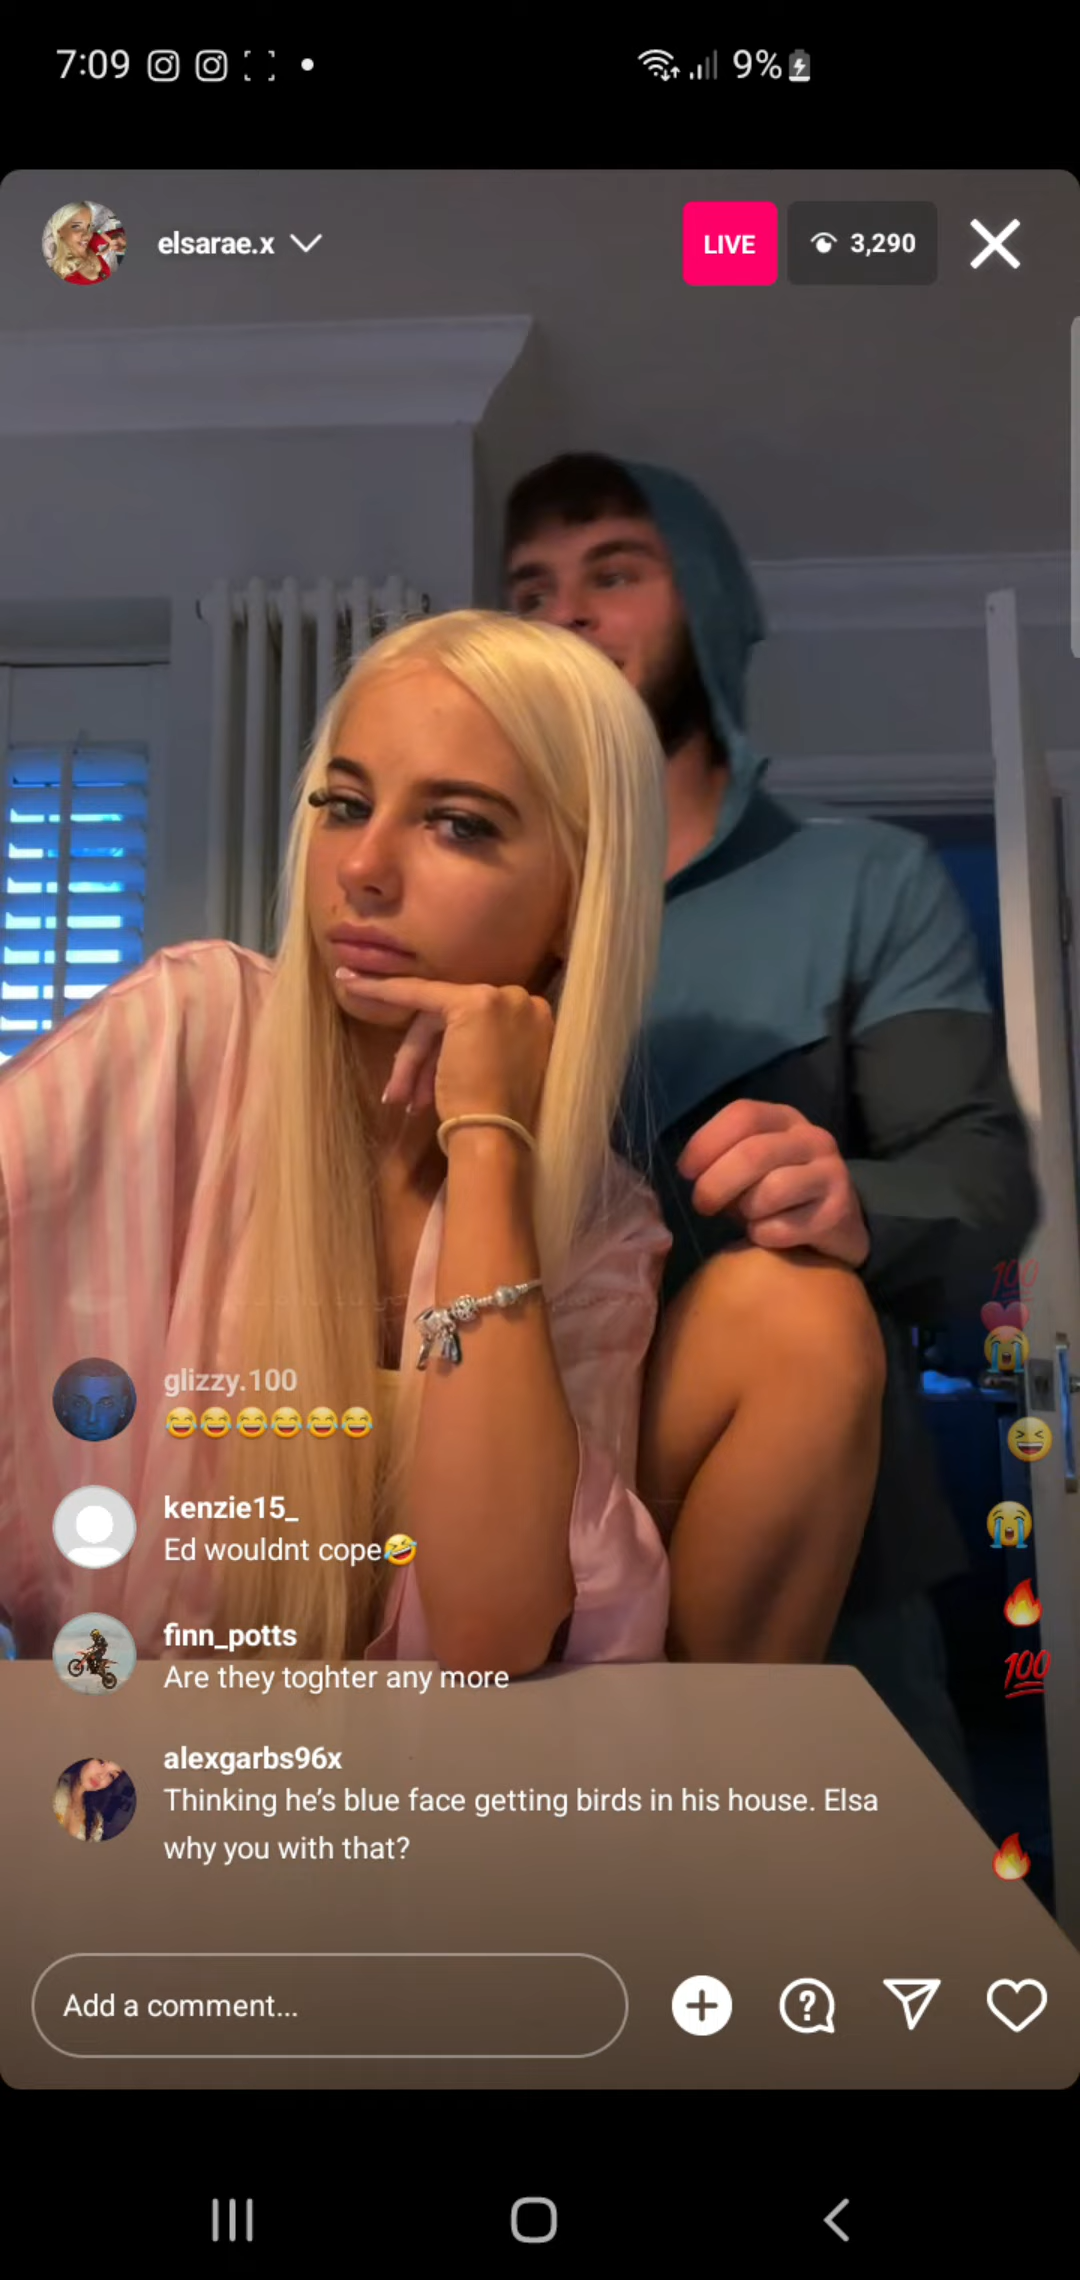 7:09
9%
elsarae.x
LIVE
3,290
glizzy.100
😂😂😂😂😂😂
kenzie15_
Ed wouldnt cope🤣
finn_potts
Are they toghter any more
alexgarbs96x
Thinking he's blue face getting birds in his house. Elsa
why you with that?
Add a comment...